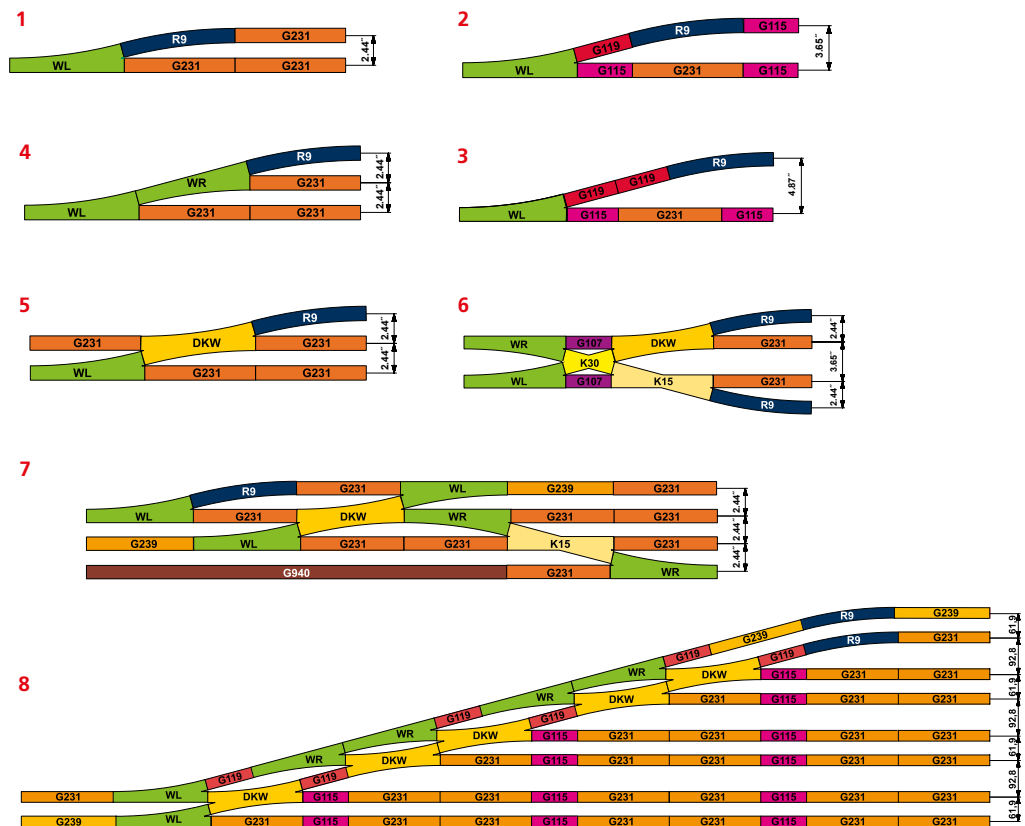 1
R9 G231
2.44"
WL G231 G231
2
G115
R9
G119
3.65"
WL G115 G231 G115
4
R9
2.44"
WR G231
2.44"
WL G231 G231
3
R9
G119 G119
4.87"
WL G115 G231 G115
5
R9
2.44"
G231 DKW G231
2.44"
WL G231 G231
6
R9
2.44"
WR G107 DKW G231
K30
3.65"
WL G107 K15 G231
2.44"
R9
7
R9 G231 WL G239 G231
2.44"
WL G231 DKW WR G231 G231
2.44"
G239 WL G231 G231 K15 G231
2.44"
G940 G231 WR
8
R9 G239
61,9
G239 R9 G231
G119 G119
92,8
WR DKW G115 G231 G231
61,9
WR DKW G231 G231 G231
G119 G119
92,8
WR DKW G115 G231 G231 G115 G231 G231
61,9
WR DKW G231 G115 G231 G231 G115 G231 G231
G119 G119
92,8
G231 WL DKW G115 G231 G231 G115 G231 G231 G115 G231 G231
61,9
G239 WL G231 G115 G231 G231 G115 G231 G231 G115 G231 G231